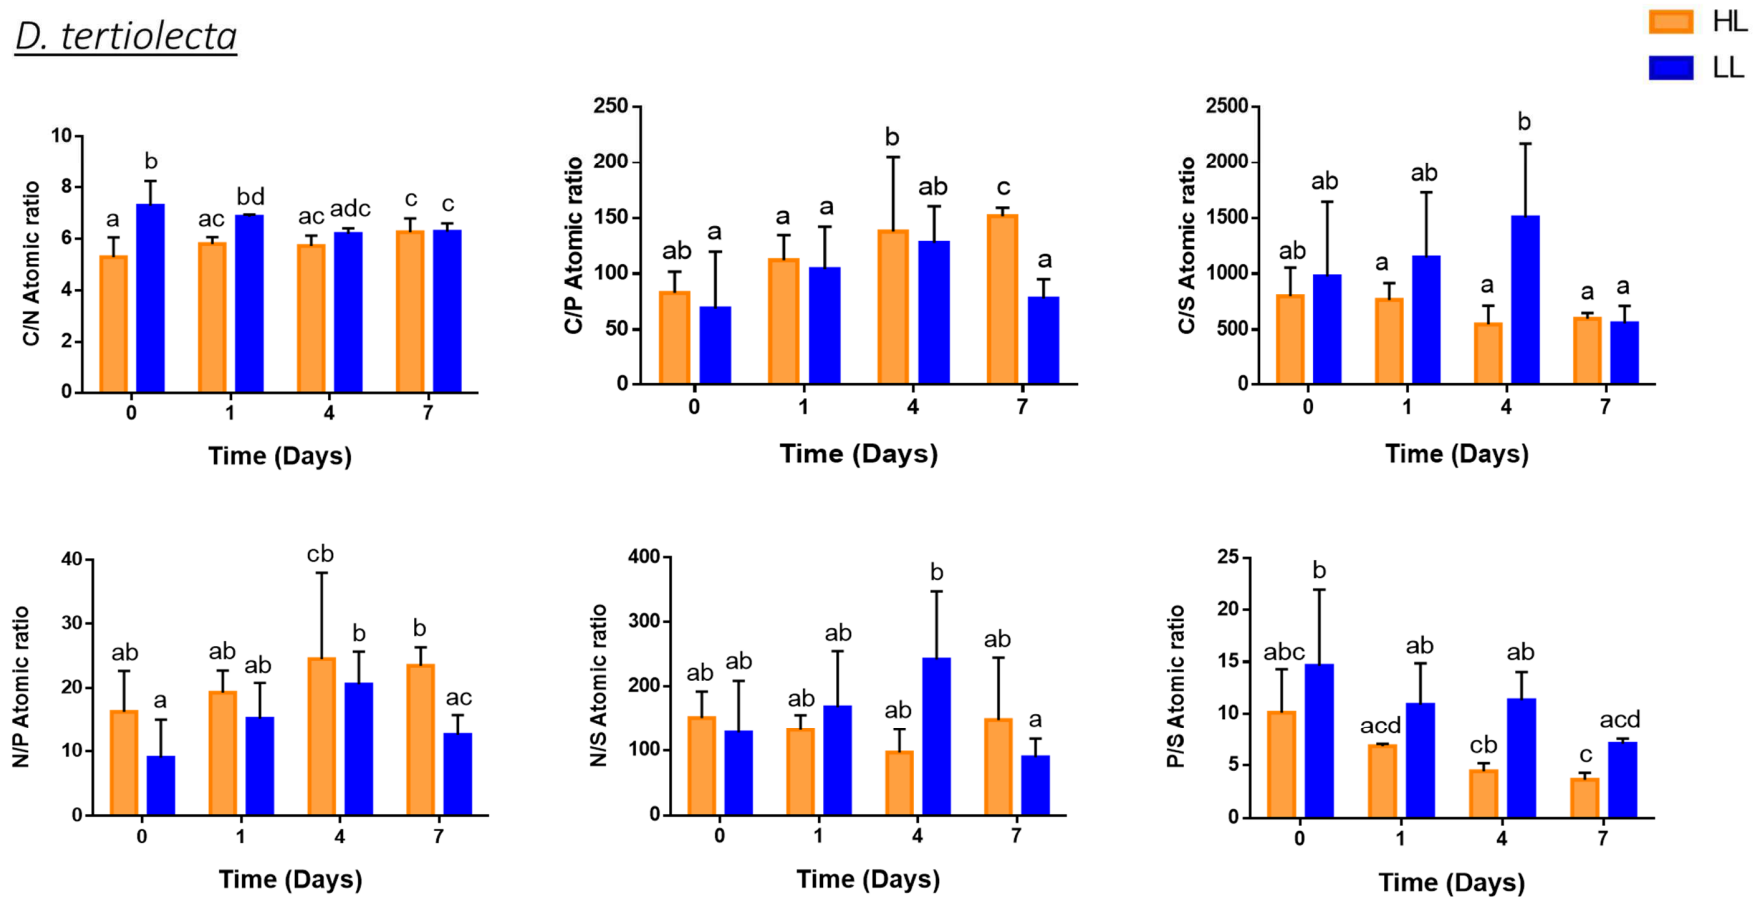 D. tertiolecta
HL
LL
C/N Atomic ratio
10
8
6
4
2
0
a
b
ac
bd
ac
adc
c
c
0 1 4 7
Time (Days)
C/P Atomic ratio
250
200
150
100
50
0
ab
a
a
a
b
ab
c
a
0 1 4 7
Time (Days)
C/S Atomic ratio
2500
2000
1500
1000
500
0
ab
ab
a
ab
a
b
a
a
0 1 4 7
Time (Days)
N/P Atomic ratio
40
30
20
10
0
ab
a
ab
ab
cb
b
b
ac
0 1 4 7
Time (Days)
N/S Atomic ratio
400
300
200
100
0
ab
ab
ab
ab
ab
b
ab
a
0 1 4 7
Time (Days)
P/S Atomic ratio
25
20
15
10
5
0
abc
b
acd
ab
cb
ab
c
acd
0 1 4 7
Time (Days)